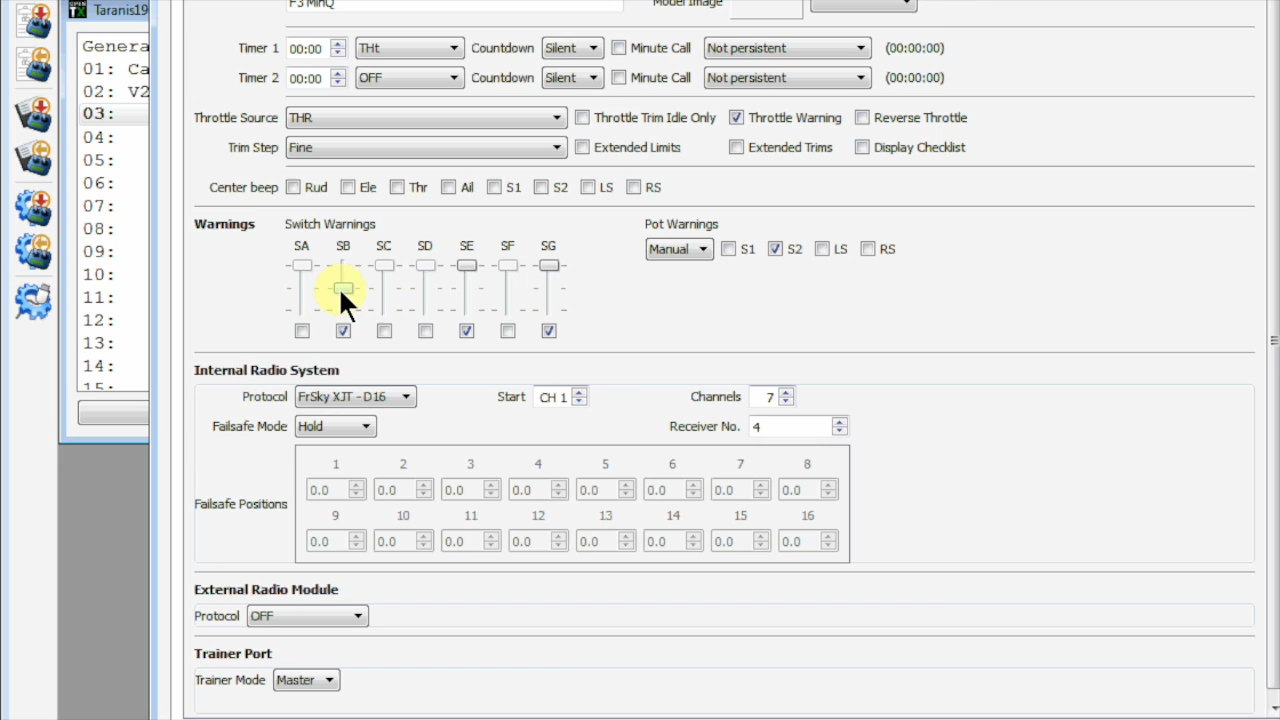 OPEN TX Taranis19
F3 MinQ Model Image
Genera
01: Ca
02: V2
03:
04:
05:
06:
07:
08:
09:
10:
11:
12:
13:
14:
15:
Timer 1 00:00 THt Countdown Silent Minute Call Not persistent (00:00:00)
Timer 2 00:00 OFF Countdown Silent Minute Call Not persistent (00:00:00)
Throttle Source THR Throttle Trim Idle Only Throttle Warning Reverse Throttle
Trim Step Fine Extended Limits Extended Trims Display Checklist
Center beep Rud Ele Thr Ail S1 S2 LS RS
Warnings Switch Warnings Pot Warnings
SA SB SC SD SE SF SG
Manual S1 S2 LS RS
Internal Radio System
Protocol FrSky XJT - D16 Start CH 1 Channels 7
Failsafe Mode Hold Receiver No. 4
1 2 3 4 5 6 7 8
0.0 0.0 0.0 0.0 0.0 0.0 0.0 0.0
Failsafe Positions
9 10 11 12 13 14 15 16
0.0 0.0 0.0 0.0 0.0 0.0 0.0 0.0
External Radio Module
Protocol OFF
Trainer Port
Trainer Mode Master